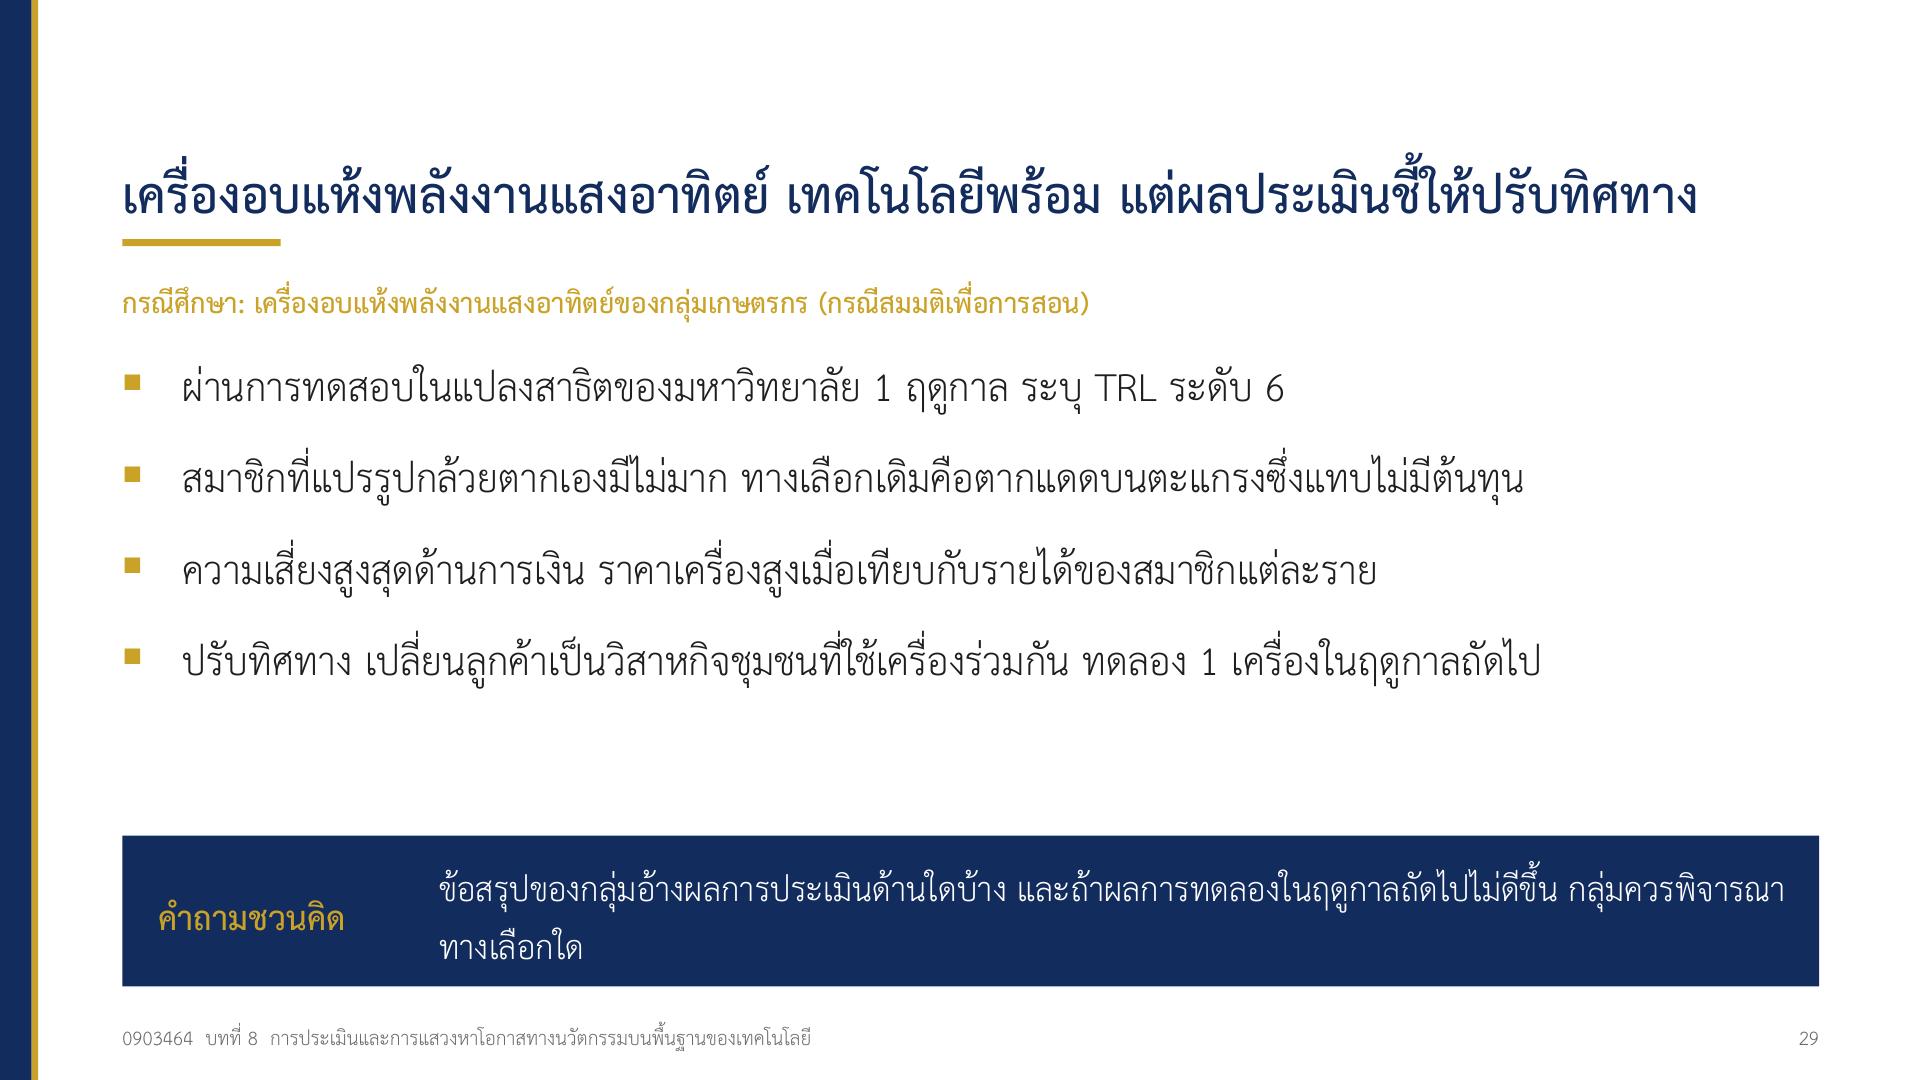 เครื่องอบแห้งพลังงานแสงอาทิตย์ เทคโนโลยีพร้อม แต่ผลประเมินชี้ให้ปรับทิศทาง
กรณีศึกษา: เครื่องอบแห้งพลังงานแสงอาทิตย์ของกลุ่มเกษตรกร (กรณีสมมติเพื่อการสอน)
■ ผ่านการทดสอบในแปลงสาธิตของมหาวิทยาลัย 1 ฤดูกาล ระบุ TRL ระดับ 6
■ สมาชิกที่แปรรูปกล้วยตากเองมีไม่มาก ทางเลือกเดิมคือตากแดดบนตะแกรงซึ่งแทบไม่มีต้นทุน
■ ความเสี่ยงสูงสุดด้านการเงิน ราคาเครื่องสูงเมื่อเทียบกับรายได้ของสมาชิกแต่ละราย
■ ปรับทิศทาง เปลี่ยนลูกค้าเป็นวิสาหกิจชุมชนที่ใช้เครื่องร่วมกัน ทดลอง 1 เครื่องในฤดูกาลถัดไป
คำถามชวนคิด
ข้อสรุปของกลุ่มอ้างผลการประเมินด้านใดบ้าง และถ้าผลการทดลองในฤดูกาลถัดไปไม่ดีขึ้น กลุ่มควรพิจารณา
ทางเลือกใด
0903464 บทที่ 8 การประเมินและการแสวงหาโอกาสทางนวัตกรรมบนพื้นฐานของเทคโนโลยี
29